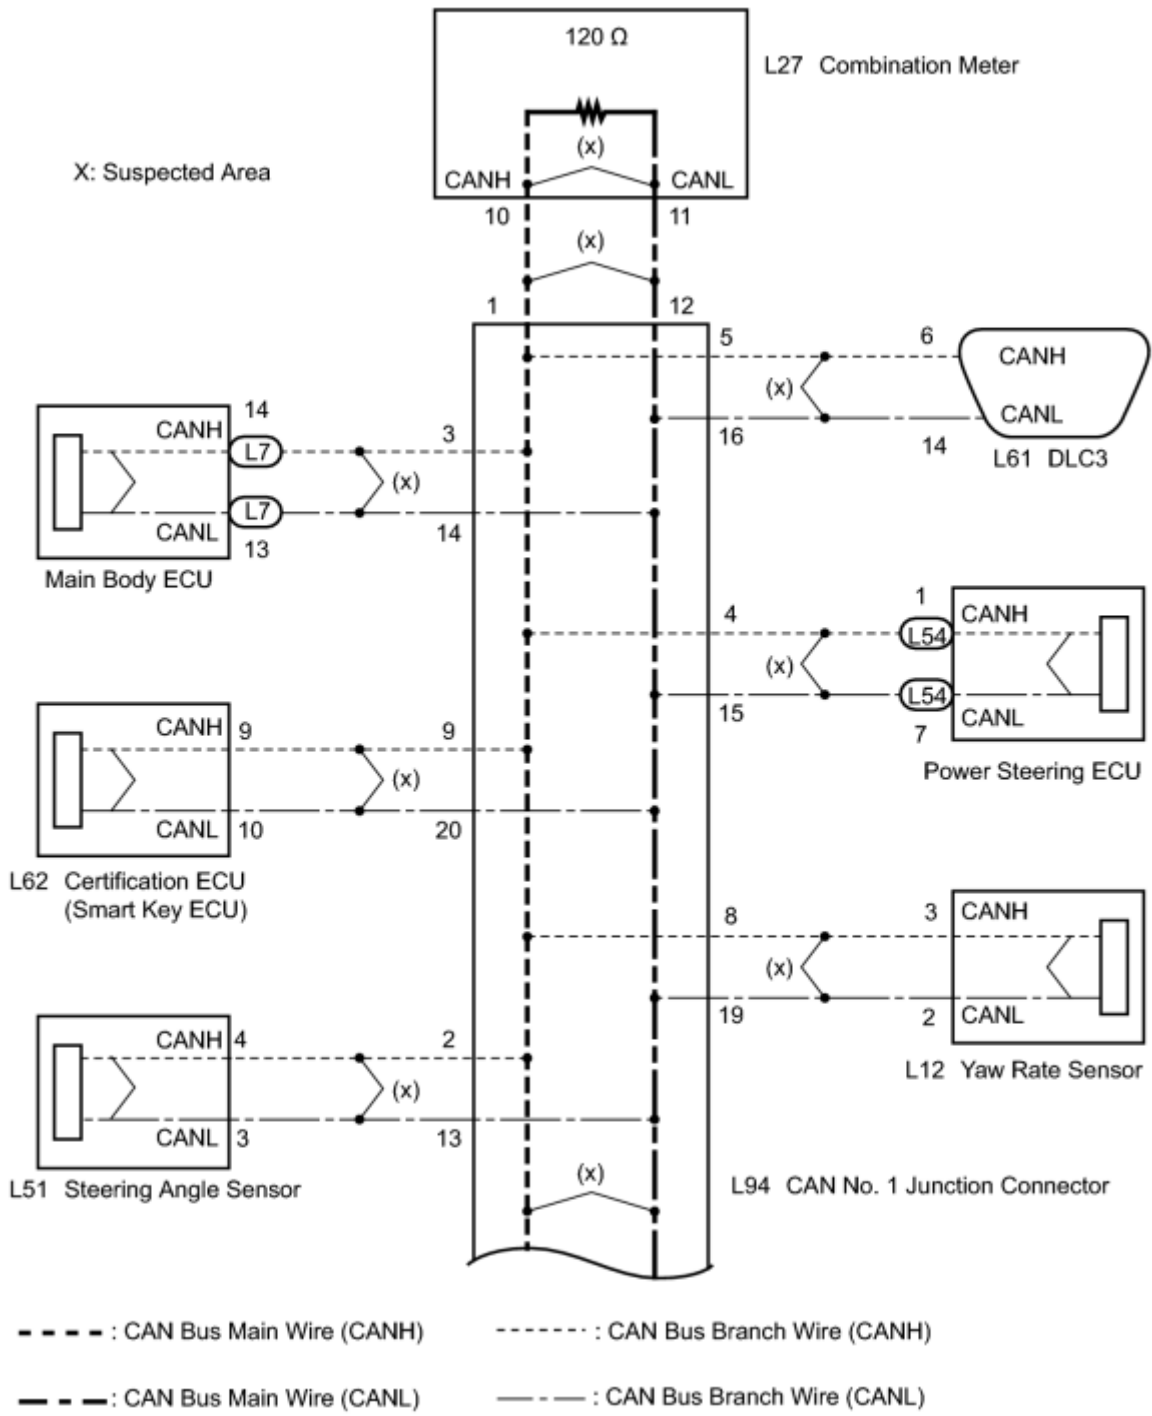 120 Ω
L27 Combination Meter
(x)
X: Suspected Area
CANH
CANL
10
11
(x)
1
12
5
6
CANH
(x)
CANL
16
14
L61 DLC3
14
CANH
L7
3
(x)
CANL
L7
13
14
Main Body ECU
4
1
CANH
L54
(x)
L54
15
7
CANL
Power Steering ECU
CANH
9
9
(x)
CANL
10
20
L62 Certification ECU
(Smart Key ECU)
8
3
CANH
(x)
19
2
CANL
L12 Yaw Rate Sensor
CANH
4
2
(x)
CANL
3
13
L51 Steering Angle Sensor
(x)
L94 CAN No. 1 Junction Connector
: CAN Bus Main Wire (CANH)
: CAN Bus Branch Wire (CANH)
: CAN Bus Main Wire (CANL)
: CAN Bus Branch Wire (CANL)